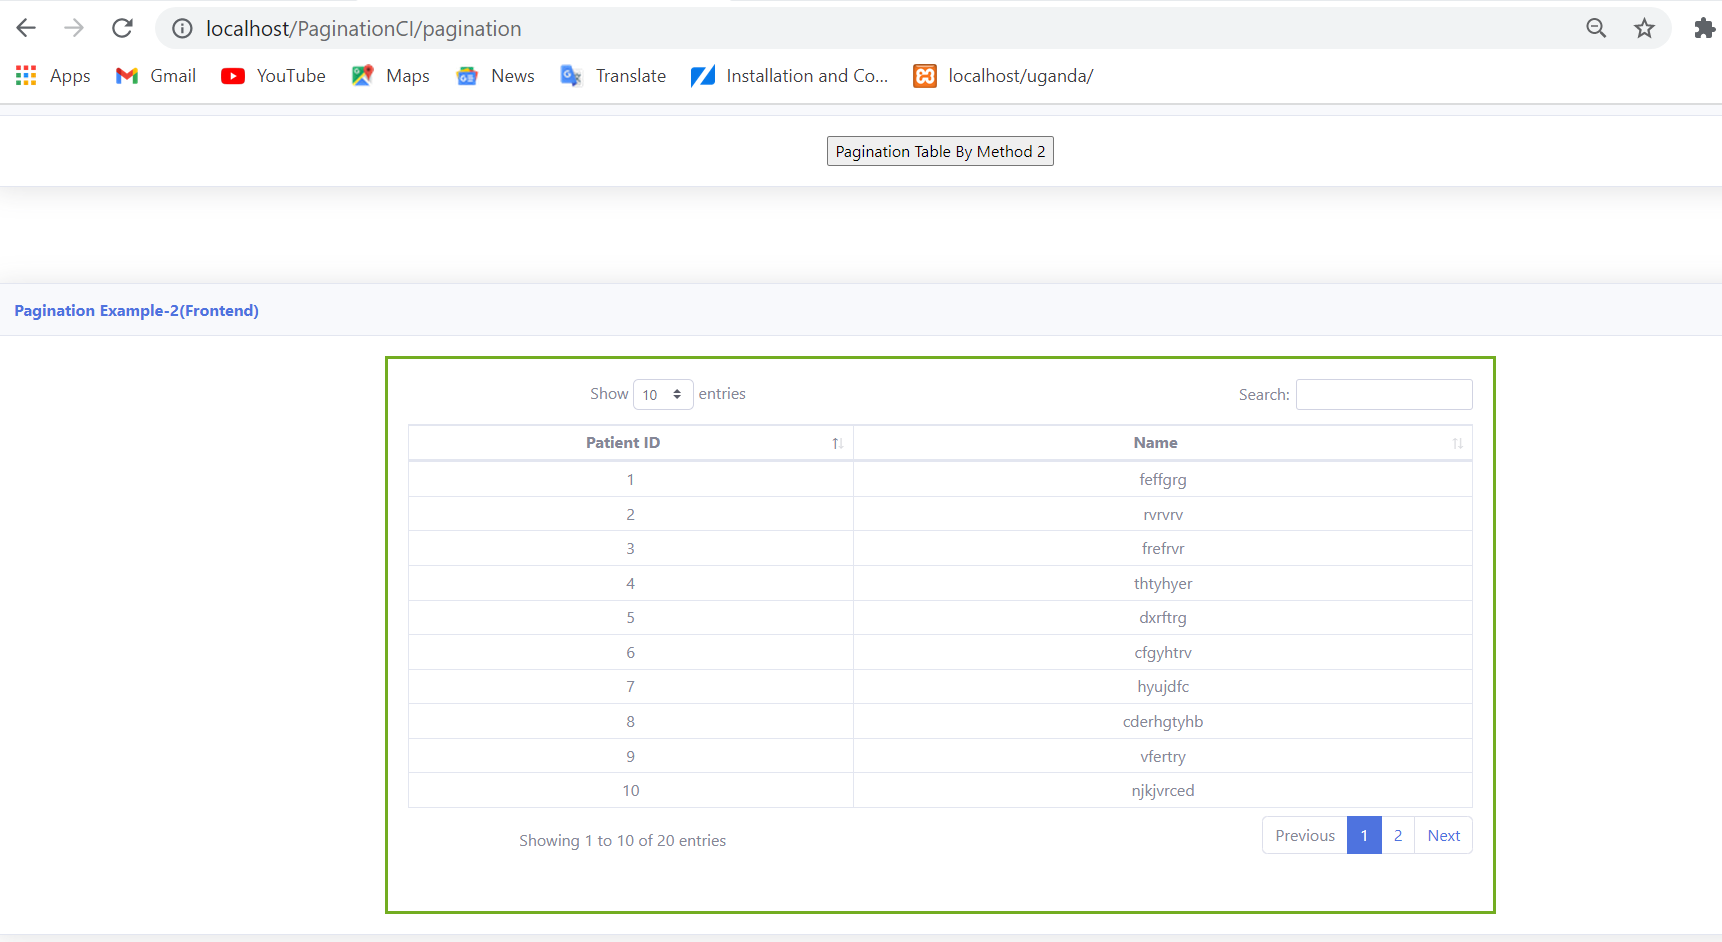 localhost/PaginationCI/pagination
Apps Gmail YouTube Maps News Translate Installation and Co... localhost/uganda/
Pagination Table By Method 2
Pagination Example-2(Frontend)
Show 10 entries Search:
Patient ID Name
1 feffgrg
2 rvrvrv
3 frefrvr
4 thtyhyer
5 dxrftrg
6 cfgyhtrv
7 hyujdfc
8 cderhgtyhb
9 vfertry
10 njkjvrced
Showing 1 to 10 of 20 entries Previous 1 2 Next